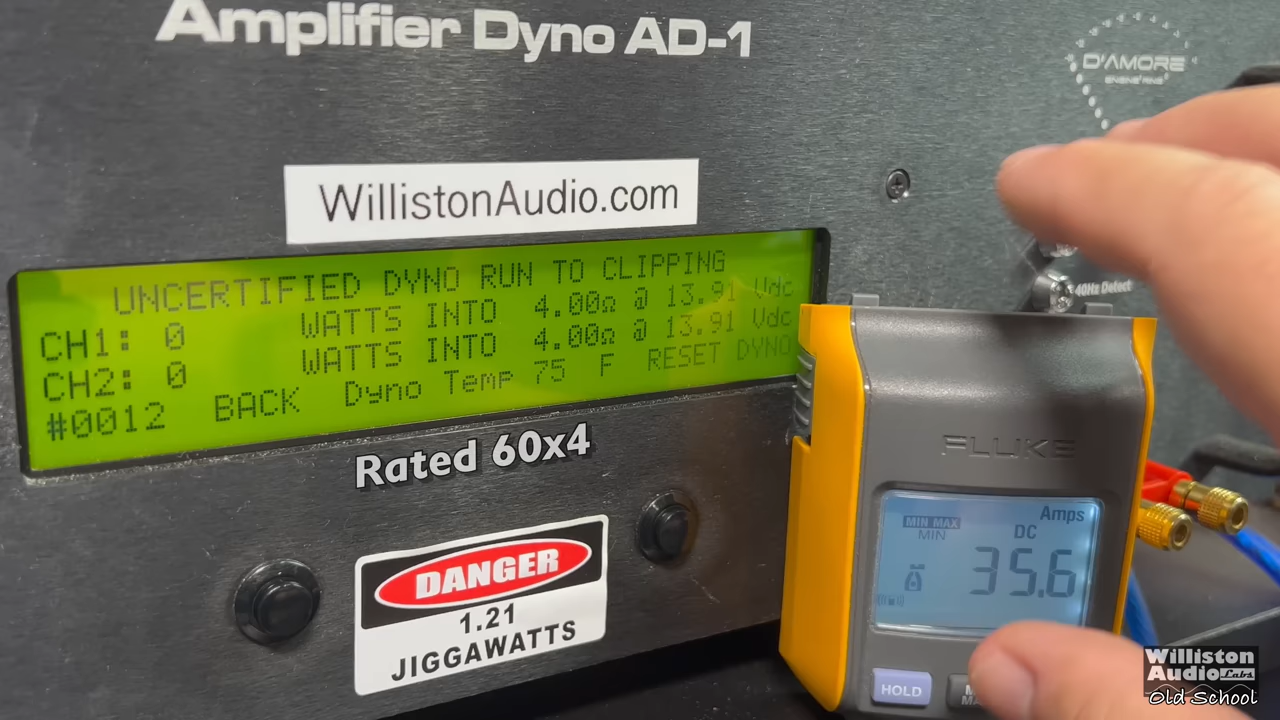 Amplifier Dyno AD-1
D'AMORE
ENGINEERING
WillistonAudio.com
UNCERTIFIED DYNO RUN TO CLIPPING
CH1: 0 WATTS INTO 4.00Ω @ 13.91 Vdc
CH2: 0 WATTS INTO 4.00Ω @ 13.91 Vdc
#0012 BACK Dyno Temp 75 F RESET DYNO
40Hz Detect
Rated 60x4
DANGER
1.21
JIGGAWATTS
FLUKE
MIN MAX
MIN
Amps
DC
35.6
HOLD
Williston
Audio Labs
Old School